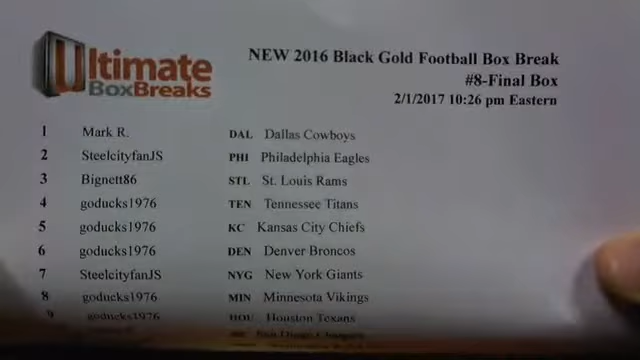 Ultimate
BoxBreaks
NEW 2016 Black Gold Football Box Break
#8-Final Box
2/1/2017 10:26 pm Eastern
1 Mark R. DAL Dallas Cowboys
2 SteelcityfanJS PHI Philadelphia Eagles
3 Bignett86 STL St. Louis Rams
4 goducks1976 TEN Tennessee Titans
5 goducks1976 KC Kansas City Chiefs
6 goducks1976 DEN Denver Broncos
7 SteelcityfanJS NYG New York Giants
8 goducks1976 MIN Minnesota Vikings
9 goducks1976 HOU Houston Texans